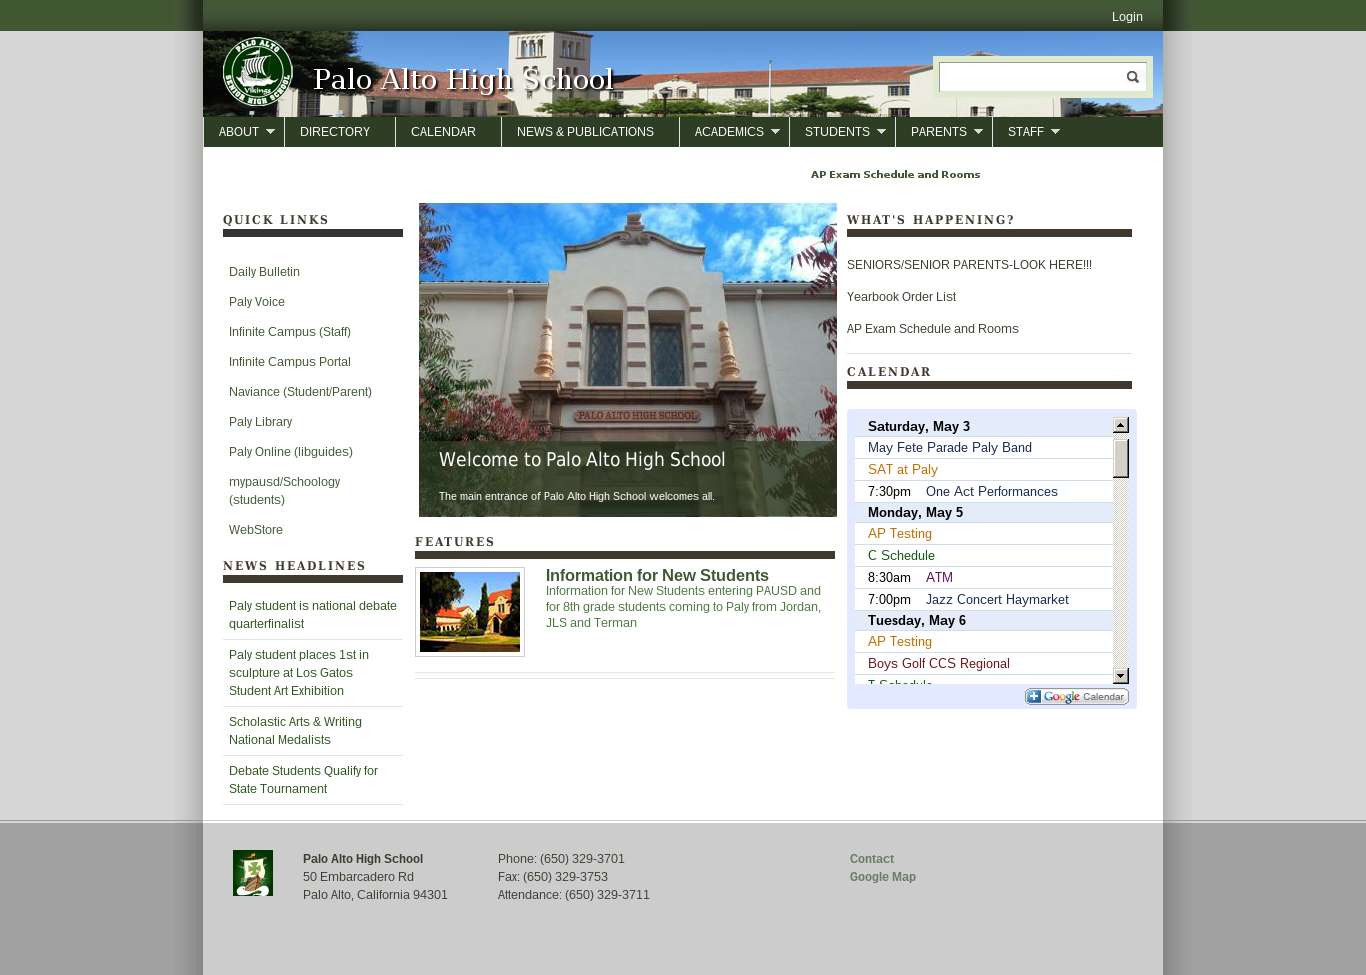 Login
PALO ALTO
Vikings
SENIOR HIGH SCHOOL
Palo Alto High School
ABOUT
DIRECTORY
CALENDAR
NEWS & PUBLICATIONS
ACADEMICS
STUDENTS
PARENTS
STAFF
AP Exam Schedule and Rooms
QUICK LINKS
Daily Bulletin
Paly Voice
Infinite Campus (Staff)
Infinite Campus Portal
Naviance (Student/Parent)
Paly Library
Paly Online (libguides)
mypausd/Schoology
(students)
WebStore
NEWS HEADLINES
Paly student is national debate
quarterfinalist
Paly student places 1st in
sculpture at Los Gatos
Student Art Exhibition
Scholastic Arts & Writing
National Medalists
Debate Students Qualify for
State Tournament
PALO ALTO HIGH SCHOOL
Welcome to Palo Alto High School
The main entrance of Palo Alto High School welcomes all.
FEATURES
Information for New Students
Information for New Students entering PAUSD and
for 8th grade students coming to Paly from Jordan,
JLS and Terman
WHAT'S HAPPENING?
SENIORS/SENIOR PARENTS-LOOK HERE!!!
Yearbook Order List
AP Exam Schedule and Rooms
CALENDAR
Saturday, May 3
May Fete Parade Paly Band
SAT at Paly
7:30pm One Act Performances
Monday, May 5
AP Testing
C Schedule
8:30am ATM
7:00pm Jazz Concert Haymarket
Tuesday, May 6
AP Testing
Boys Golf CCS Regional
T Schedule
Google Calendar
Palo Alto High School
50 Embarcadero Rd
Palo Alto, California 94301
Phone: (650) 329-3701
Fax: (650) 329-3753
Attendance: (650) 329-3711
Contact
Google Map